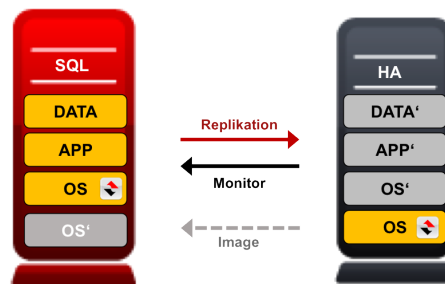 SQL
DATA
APP
OS
OS‘
Replikation
Monitor
Image
HA
DATA‘
APP‘
OS‘
OS